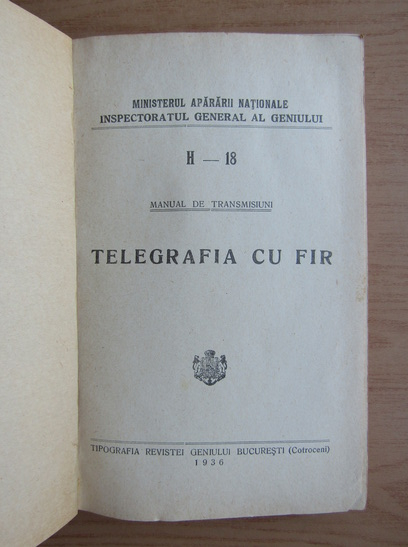 MINISTERUL APĂRĂRII NAȚIONALE
INSPECTORATUL GENERAL AL GENIULUI
H — 18
MANUAL DE TRANSMISIUNI
TELEGRAFIA CU FIR
TIPOGRAFIA REVISTEI GENIULUI BUCUREȘTI (Cotroceni)
1936